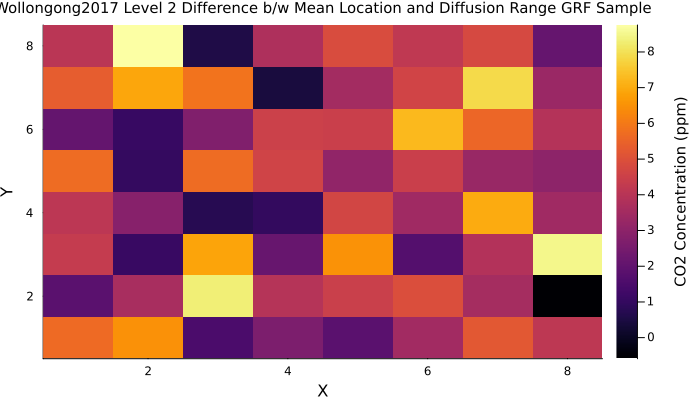 Wollongong2017 Level 2 Difference b/w Mean Location and Diffusion Range GRF Sample
8
6
4
2
Y
2 4 6 8
X
8
7
6
5
4
3
2
1
0
CO2 Concentration (ppm)